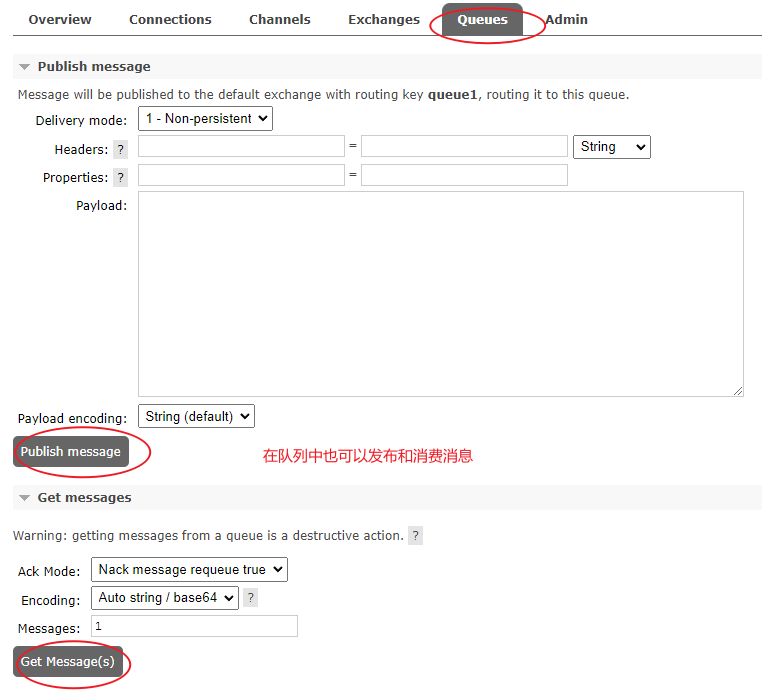 Overview Connections Channels Exchanges Queues Admin
Publish message
Message will be published to the default exchange with routing key queue1, routing it to this queue.
Delivery mode: 1 - Non-persistent
Headers: ? = String
Properties: ? =
Payload:
Payload encoding: String (default)
Publish message
在队列中也可以发布和消费消息
Get messages
Warning: getting messages from a queue is a destructive action. ?
Ack Mode: Nack message requeue true
Encoding: Auto string / base64 ?
Messages: 1
Get Message(s)